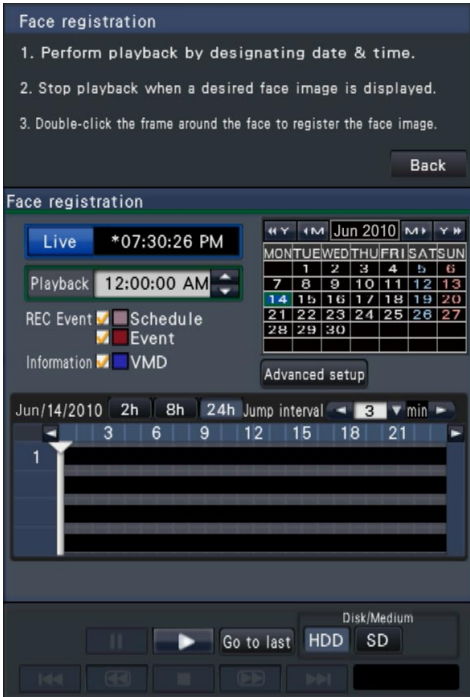 Face registration
1. Perform playback by designating date & time.
2. Stop playback when a desired face image is displayed.
3. Double-click the frame around the face to register the face image.
Back
Face registration
Live *07:30:26 PM
Playback 12:00:00 AM
REC Event Schedule
Event
Information VMD
Y M Jun 2010 M Y
MON TUE WED THU FRI SAT SUN
1 2 3 4 5 6
7 8 9 10 11 12 13
14 15 16 17 18 19 20
21 22 23 24 25 26 27
28 29 30
Advanced setup
Jun/14/2010 2h 8h 24h Jump interval 3 min
3 6 9 12 15 18 21
1
Disk/Medium
Go to last HDD SD